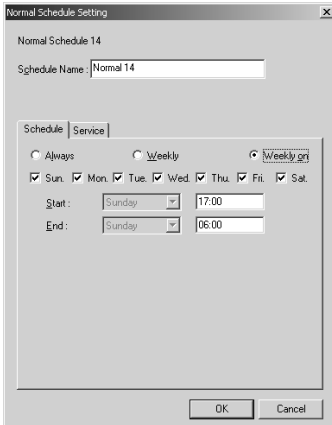 Normal Schedule Setting
Normal Schedule 14
Schedule Name : Normal 14
Schedule Service
Always Weekly Weekly on
Sun. Mon. Tue. Wed. Thu. Fri. Sat.
Start : Sunday 17:00
End : Sunday 06:00
OK Cancel